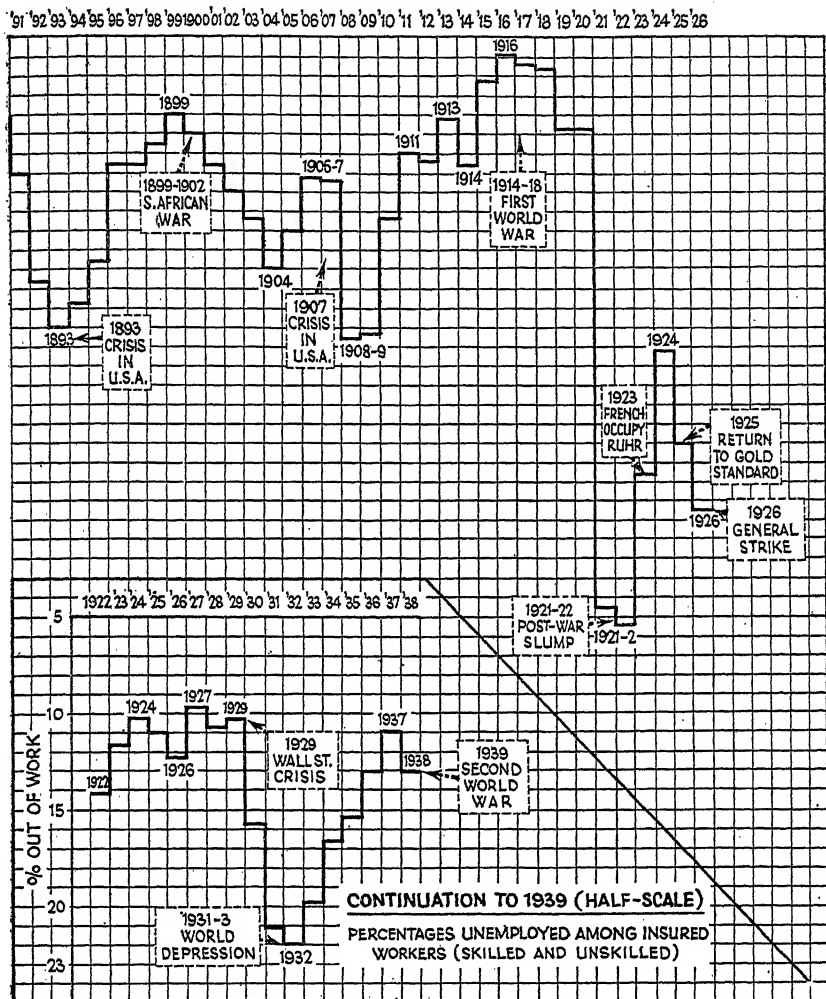 '91 '92 '93 '94 '95 '96 '97 '98 '99 1900 '01 02 03 04 05 06 07 08 09 10 11 12 13 14 15 16 17 18 19 20 21 22 23 24 25 26
1916
1899
1913
1911
1906-7
1914
1899-1902
S. AFRICAN
WAR
1914-18
FIRST
WORLD
WAR
1904
1907
CRISIS
IN
U.S.A.
1893
1893
CRISIS
IN
U.S.A.
1908-9
1924
1923
FRENCH
OCCUPY
RUHR
1925
RETURN
TO GOLD
STANDARD
1926
1926
GENERAL
STRIKE
1921-22
POST-WAR
SLUMP
1921-2
1922 '23 '24 '25 '26 '27 '28 '29 '30 '31 '32 '33 '34 '35 '36 '37 '38
5
10
15
20
23
% OUT OF WORK
1927
1924
1929
1937
1926
1929
WALL ST.
CRISIS
1938
1939
SECOND
WORLD
WAR
1922
1931-3
WORLD
DEPRESSION
1932
CONTINUATION TO 1939 (HALF-SCALE)
PERCENTAGES UNEMPLOYED AMONG INSURED
WORKERS (SKILLED AND UNSKILLED)